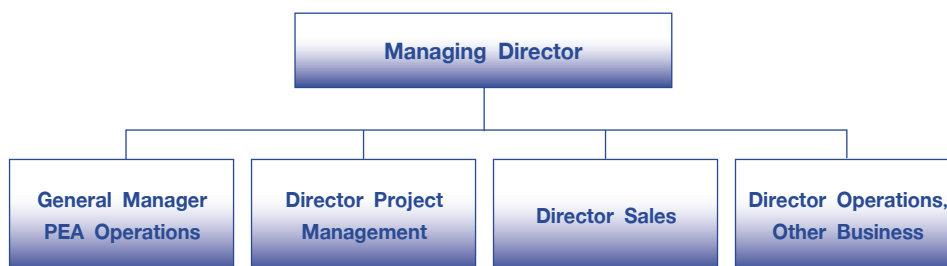 Managing Director
General Manager
PEA Operations
Director Project
Management
Director Sales
Director Operations,
Other Business